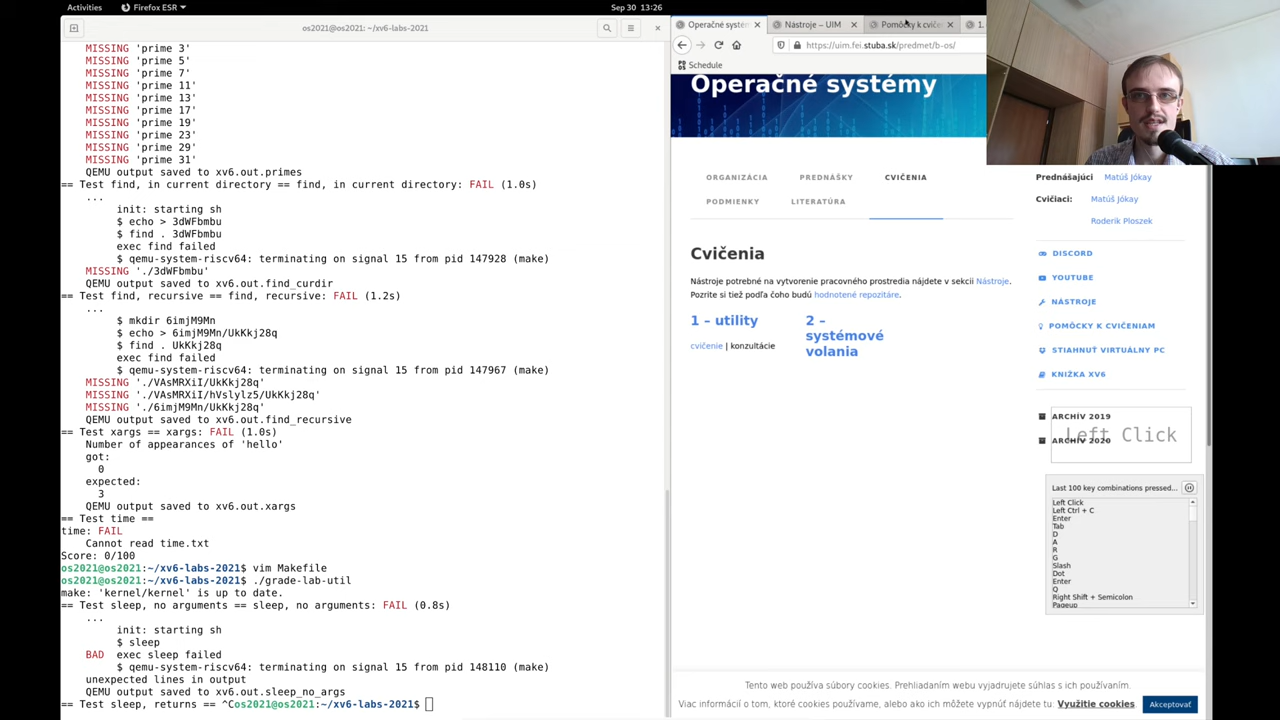 Activities
Firefox ESR
Sep 30 13:26
os2021@os2021: ~/xv6-labs-2021
MISSING 'prime 3'
MISSING 'prime 5'
MISSING 'prime 7'
MISSING 'prime 11'
MISSING 'prime 13'
MISSING 'prime 17'
MISSING 'prime 19'
MISSING 'prime 23'
MISSING 'prime 29'
MISSING 'prime 31'
QEMU output saved to xv6.out.primes
== Test find, in current directory == find, in current directory: FAIL (1.0s)
...
init: starting sh
$ echo > 3dWFbmbu
$ find . 3dWFbmbu
exec find failed
$ qemu-system-riscv64: terminating on signal 15 from pid 147928 (make)
MISSING './3dWFbmbu'
QEMU output saved to xv6.out.find_curdir
== Test find, recursive == find, recursive: FAIL (1.2s)
...
$ mkdir 6imjM9Mn
$ echo > 6imjM9Mn/UkKkj28q
$ find . UkKkj28q
exec find failed
$ qemu-system-riscv64: terminating on signal 15 from pid 147967 (make)
MISSING './VAsMRXiI/UkKkj28q'
MISSING './VAsMRXiI/hVslylz5/UkKkj28q'
MISSING './6imjM9Mn/UkKkj28q'
QEMU output saved to xv6.out.find_recursive
== Test xargs == xargs: FAIL (1.0s)
Number of appearances of 'hello'
got:
0
expected:
3
QEMU output saved to xv6.out.xargs
== Test time ==
time: FAIL
Cannot read time.txt
Score: 0/100
os2021@os2021:~/xv6-labs-2021$ vim Makefile
os2021@os2021:~/xv6-labs-2021$ ./grade-lab-util
make: 'kernel/kernel' is up to date.
== Test sleep, no arguments == sleep, no arguments: FAIL (0.8s)
...
init: starting sh
$ sleep
BAD exec sleep failed
$ qemu-system-riscv64: terminating on signal 15 from pid 148110 (make)
unexpected lines in output
QEMU output saved to xv6.out.sleep_no_args
== Test sleep, returns == ^Cos2021@os2021:~/xv6-labs-2021$
Operačné systém
Nástroje – UIM
Pomôcky k cviče
1.
https://uim.fei.stuba.sk/predmet/b-os/
Schedule
Operačné systémy
ORGANIZÁCIA PREDNÁŠKY CVIČENIA
PODMIENKY LITERATÚRA
Cvičenia
Nástroje potrebné na vytvorenie pracovného prostredia nájdete v sekcii Nástroje.
Pozrite si tiež podľa čoho budú hodnotené repozitáre.
1 – utility
cvičenie | konzultácie
2 –
systémové
volania
Prednášajúci Matúš Jókay
Cvičiaci: Matúš Jókay
Roderik Ploszek
DISCORD
YOUTUBE
NÁSTROJE
POMÔCKY K CVIČENIAM
STIAHNUŤ VIRTUÁLNY PC
KNIŽKA XV6
ARCHÍV 2019
Left Click
ARCHÍV 2020
Last 100 key combinations pressed...
Left Click
Left Ctrl + C
Enter
Tab
D
A
R
G
Slash
Dot
Enter
Q
Right Shift + Semicolon
Pageup
Tento web používa súbory cookies. Prehliadaním webu vyjadrujete súhlas s ich používaním.
Viac informácií o tom, ktoré cookies používame, alebo ako ich môžete vypnúť nájdete tu. Využitie cookies
Akceptovať